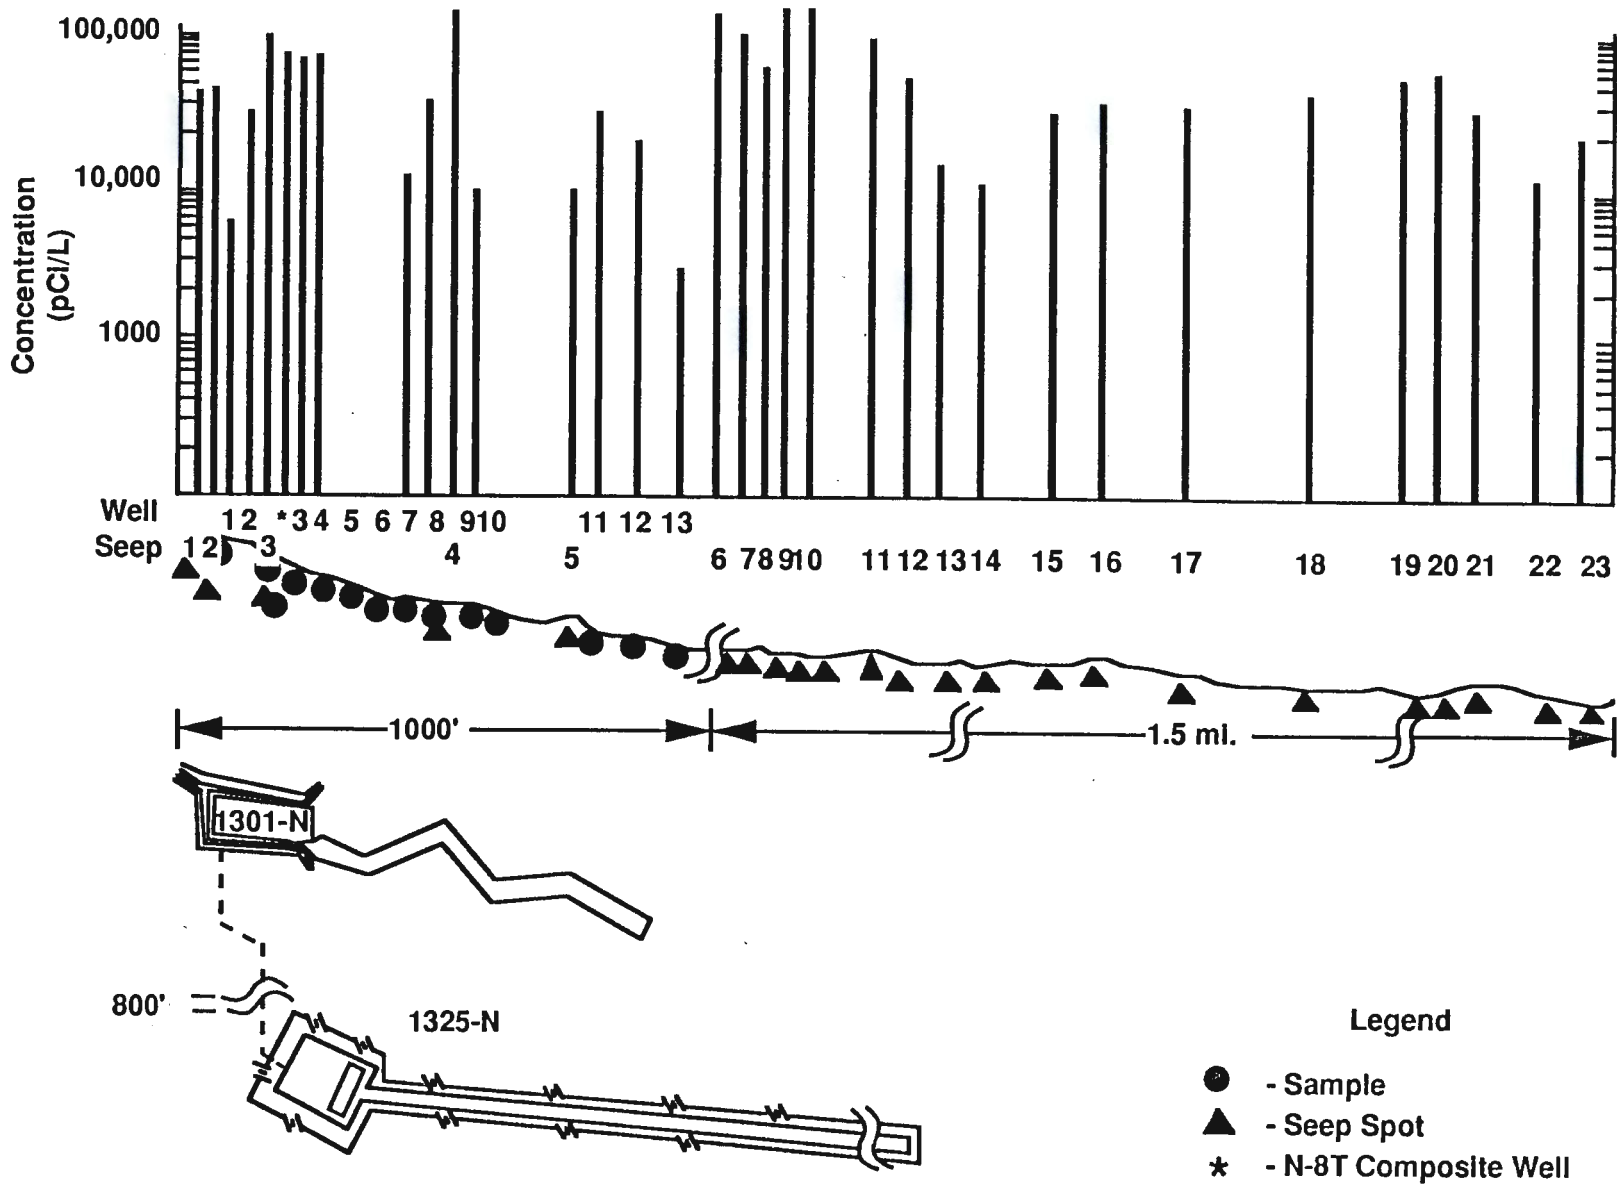 100,000
10,000
1000
Concentration
(pCi/L)
Well
1 2 * 3 4 5 6 7 8 9 10 11 12 13
Seep
1 2 3 4 5 6 7 8 9 10 11 12 13 14 15 16 17 18 19 20 21 22 23
1000'
1.5 mi.
1301-N
800'
1325-N
Legend
- Sample
- Seep Spot
* - N-8T Composite Well